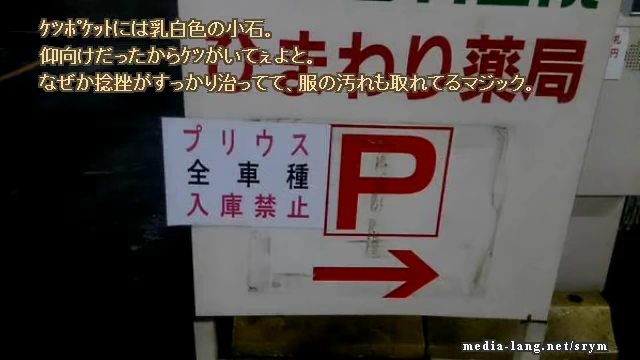 ｹﾂﾎﾟｹｯﾄには乳白色の小石。
仰向けだったからｹﾂがいてぇよと。
なぜか捻挫がすっかり治ってて、服の汚れも取れてるマジック。
ひまわり薬局
プリウス
全車種
入庫禁止
P
media-lang.net/srym